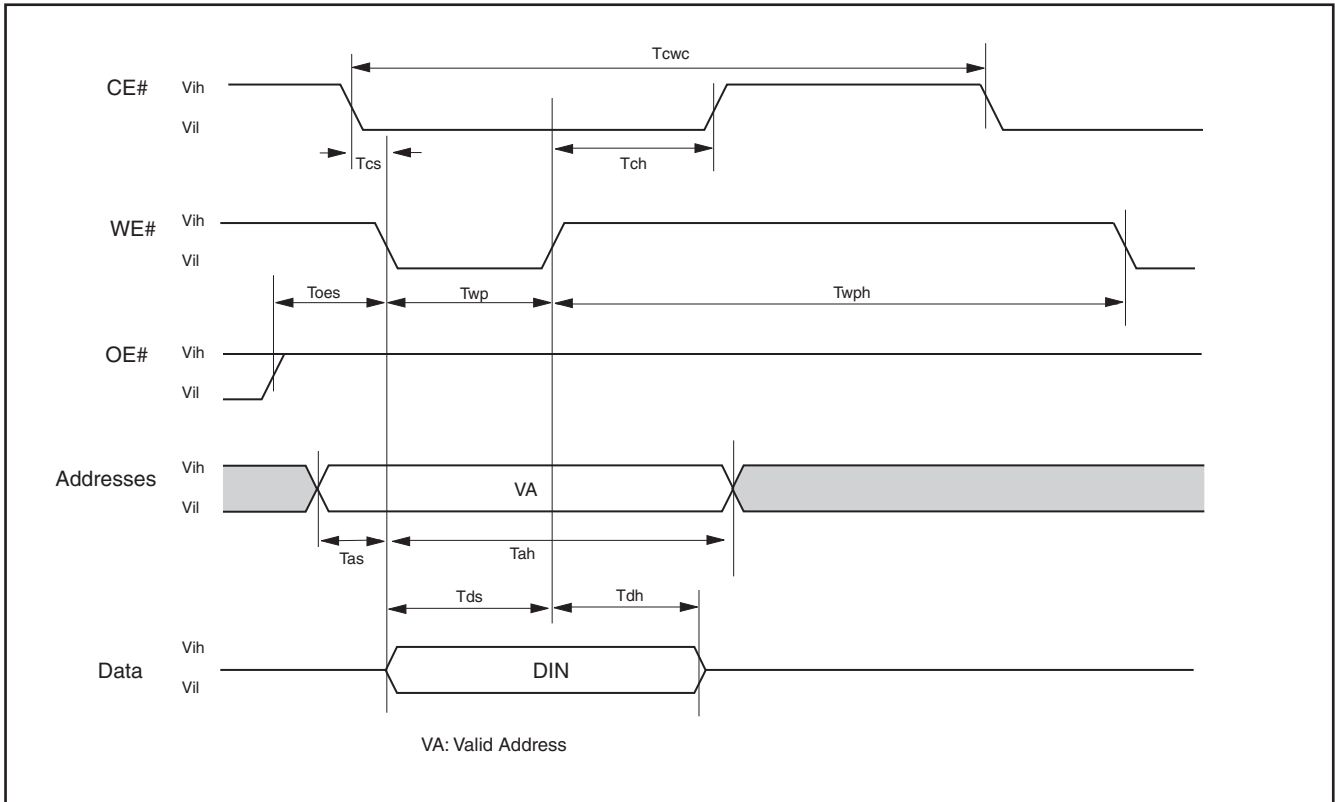 Tcwc
CE#
Vih
Vil
Tcs
Tch
WE#
Vih
Vil
Toes
Twp
Twph
OE#
Vih
Vil
Addresses
Vih
VA
Vil
Tas
Tah
Tds
Tdh
Data
Vih
DIN
Vil
VA: Valid Address